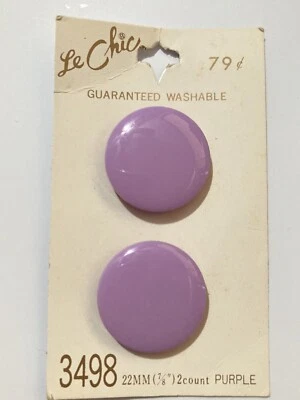 Le Chic
79¢
GUARANTEED WASHABLE
3498 22MM (7/8") 2count PURPLE